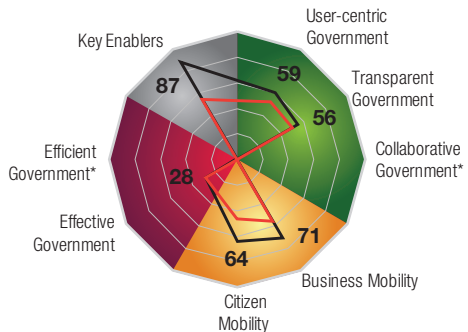 User-centric
Government
Key Enablers
59
87
Transparent
Government
56
Efficient
Government*
Collaborative
Government*
28
Effective
Government
71
64
Business Mobility
Citizen
Mobility